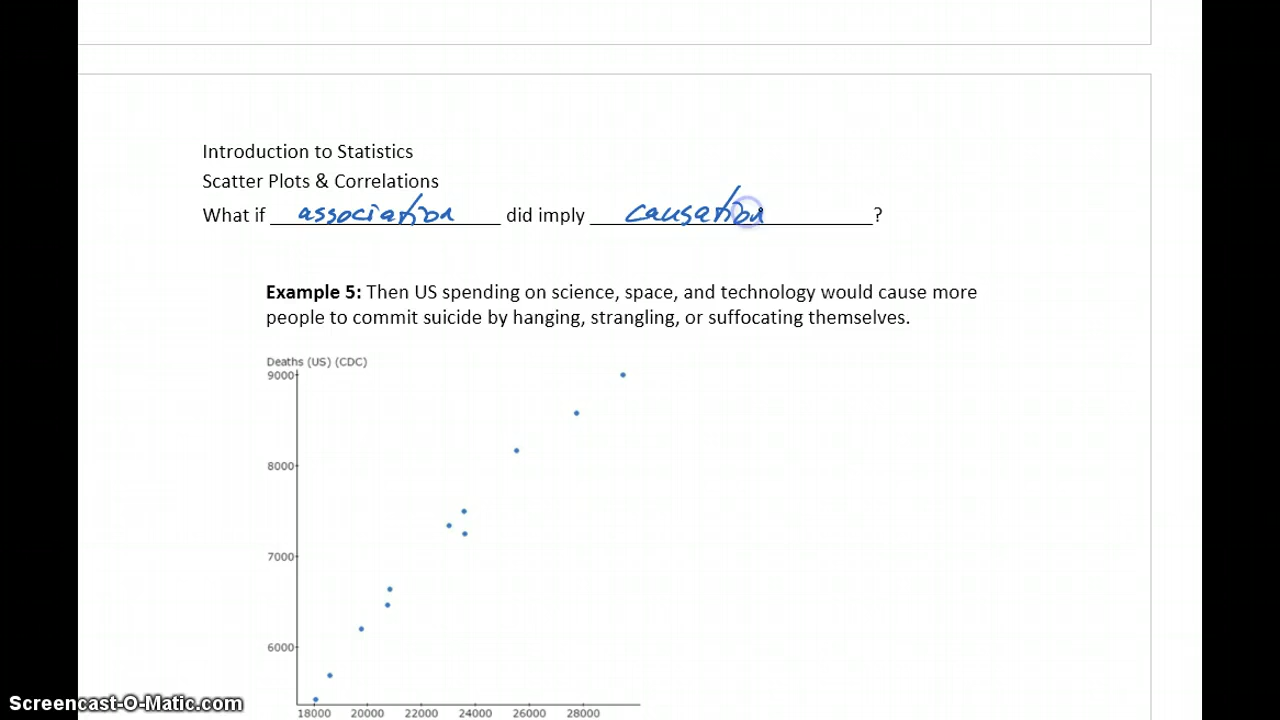 Introduction to Statistics
Scatter Plots & Correlations
What if association did imply causation ?
Example 5: Then US spending on science, space, and technology would cause more
people to commit suicide by hanging, strangling, or suffocating themselves.
Deaths (US) (CDC)
9000
8000
7000
6000
18000 20000 22000 24000 26000 28000
Screencast-O-Matic.com